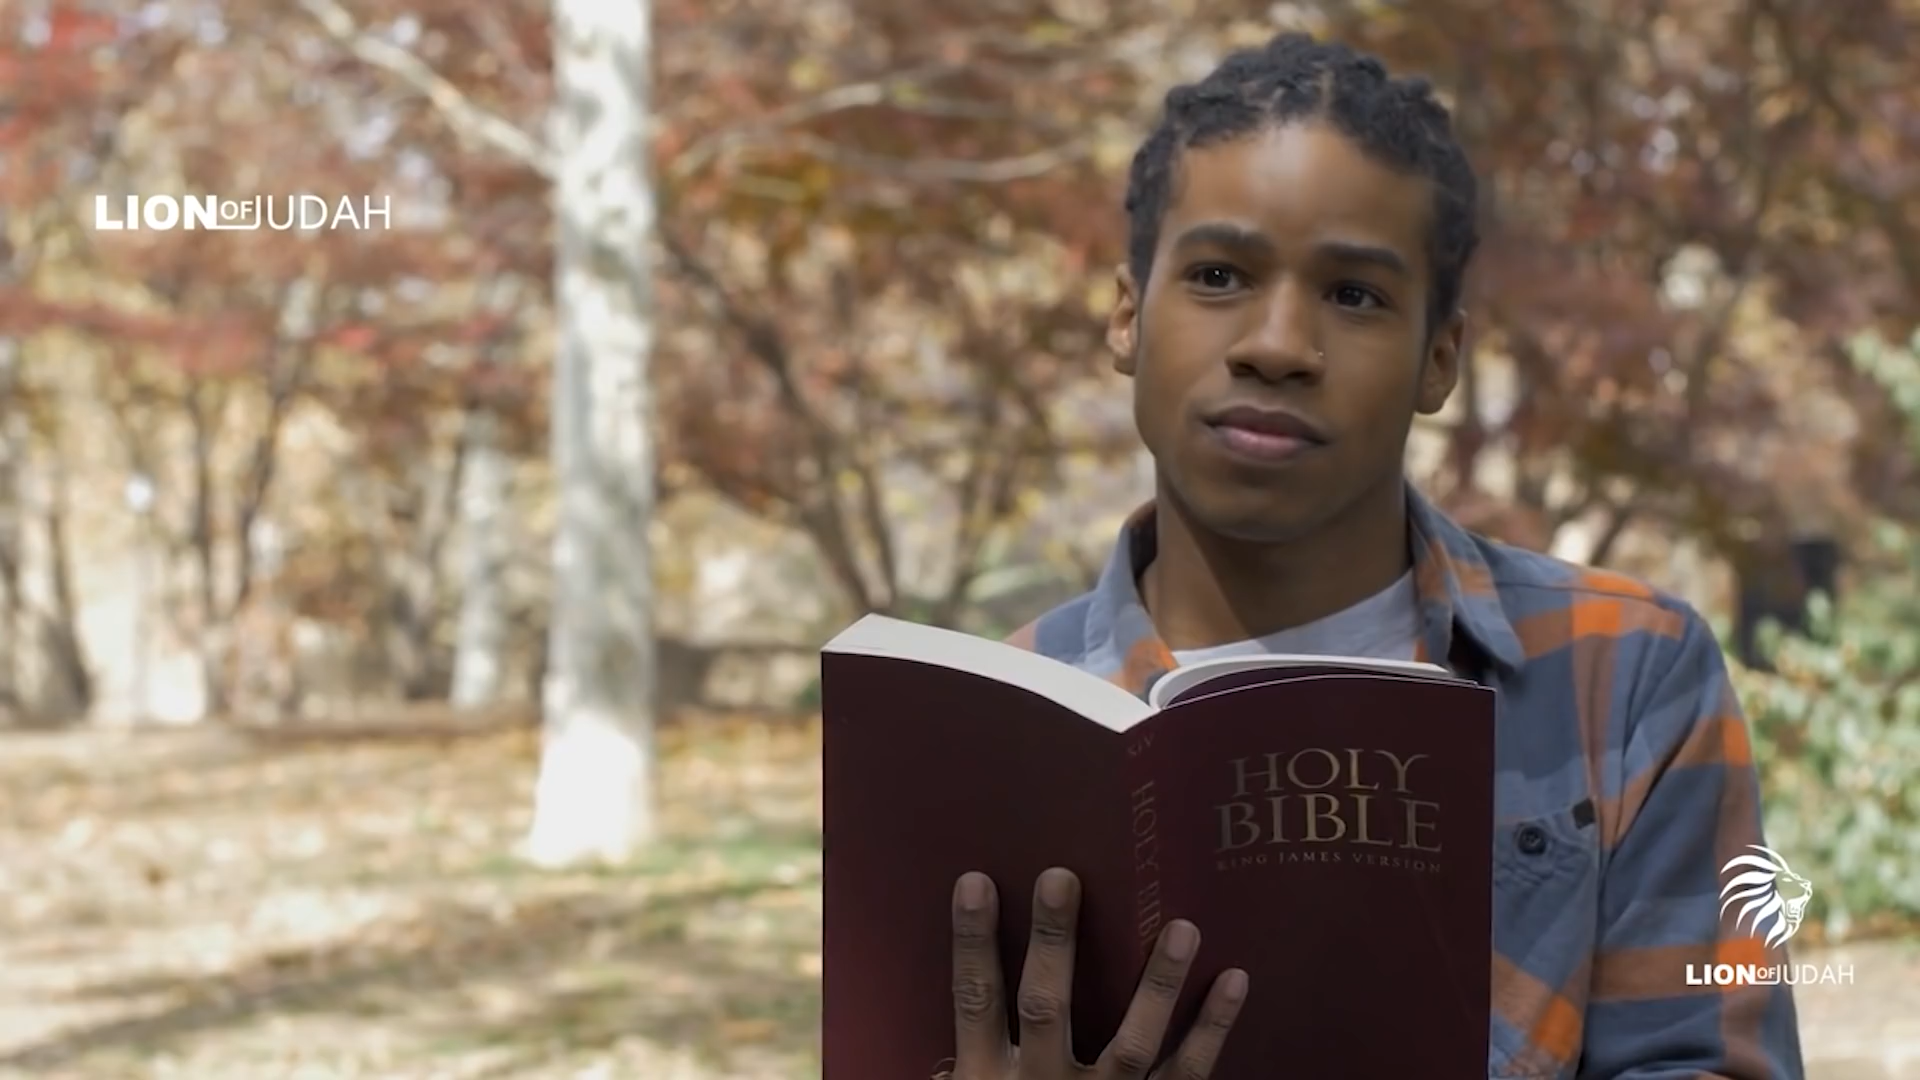 LION OF JUDAH
HOLY
BIBLE
KING JAMES VERSION
HOLY BIBLE
LION OF JUDAH